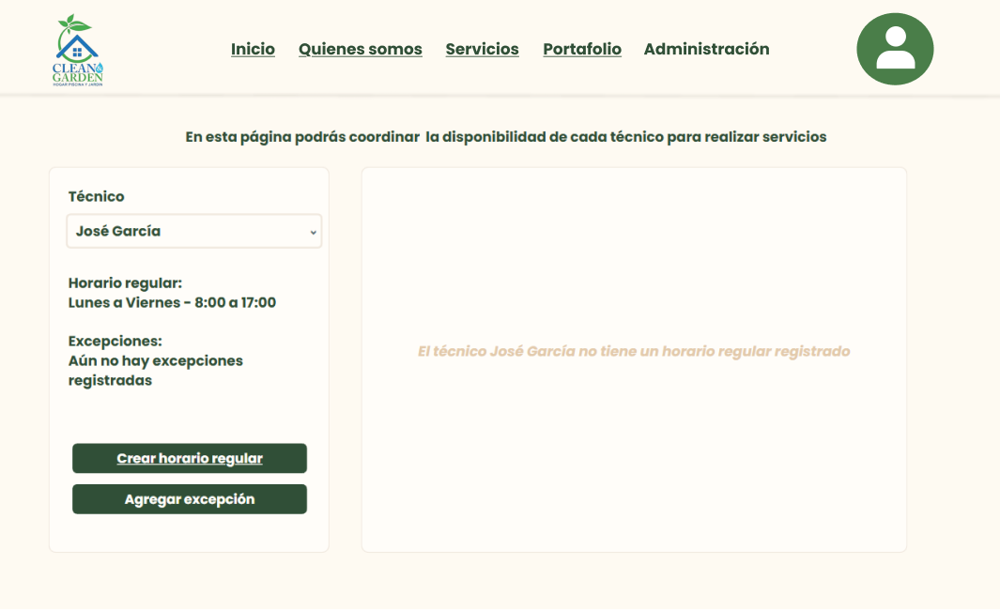 CLEAN&
GARDEN
HOGAR PISCINA Y JARDIN
Inicio
Quienes somos
Servicios
Portafolio
Administración
En esta página podrás coordinar  la disponibilidad de cada técnico para realizar servicios
Técnico
José García
Horario regular:
Lunes a Viernes - 8:00 a 17:00
Excepciones:
Aún no hay excepciones
registradas
Crear horario regular
Agregar excepción
El técnico José García no tiene un horario regular registrado